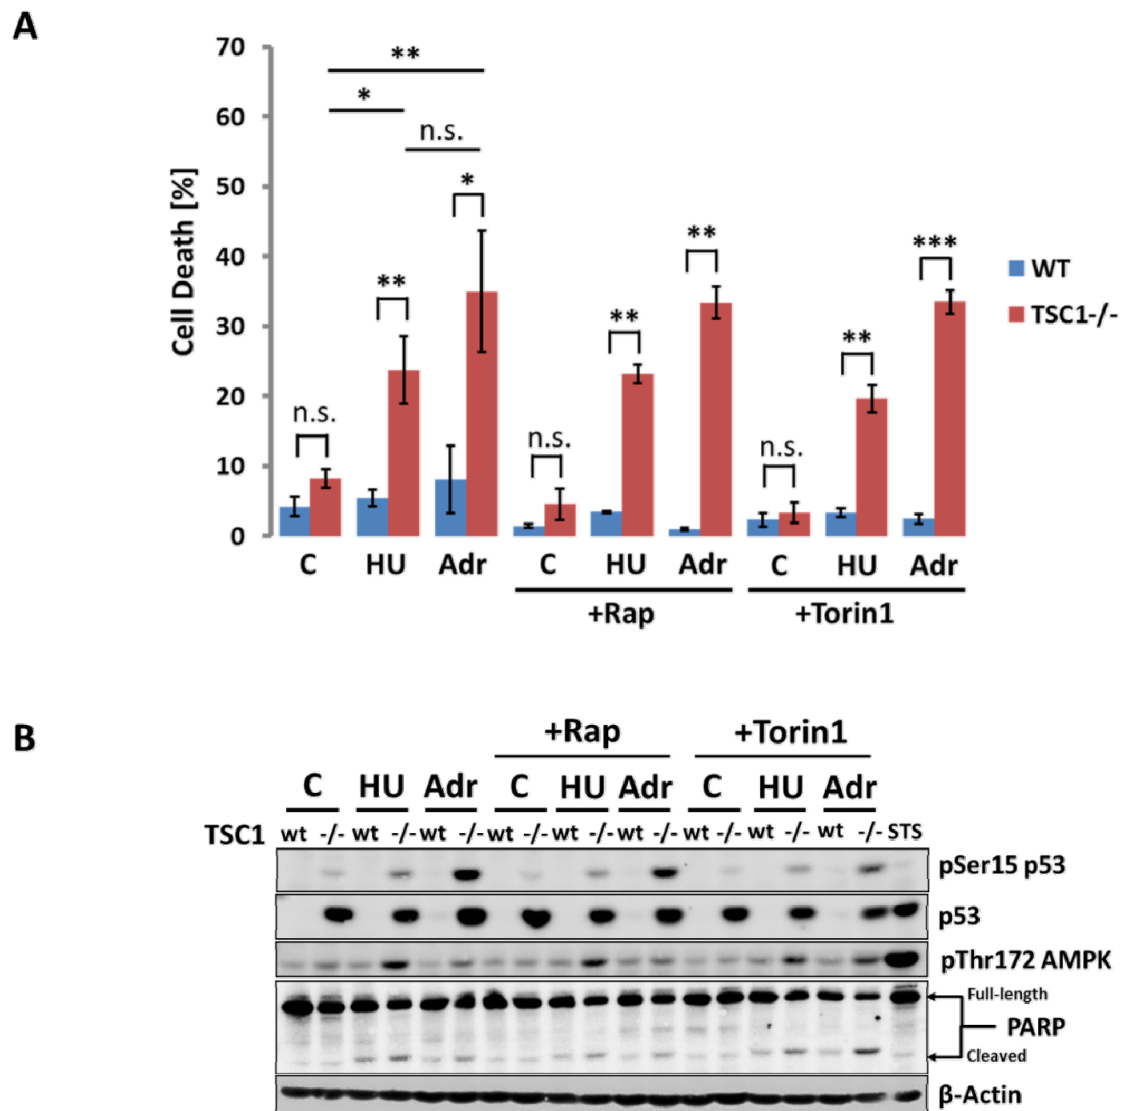 A
70
60
50
40
30
20
10
0
Cell Death [%]
**
*
n.s.
*
**
n.s.
**
**
n.s.
***
**
n.s.
WT
TSC1-/-
C HU Adr C HU Adr C HU Adr
+Rap +Torin1
B
+Rap +Torin1
C HU Adr C HU Adr C HU Adr
TSC1 wt -/- wt -/- wt -/- wt -/- wt -/- wt -/- wt -/- wt -/- wt -/- STS
pSer15 p53
p53
pThr172 AMPK
Full-length
PARP
Cleaved
β-Actin